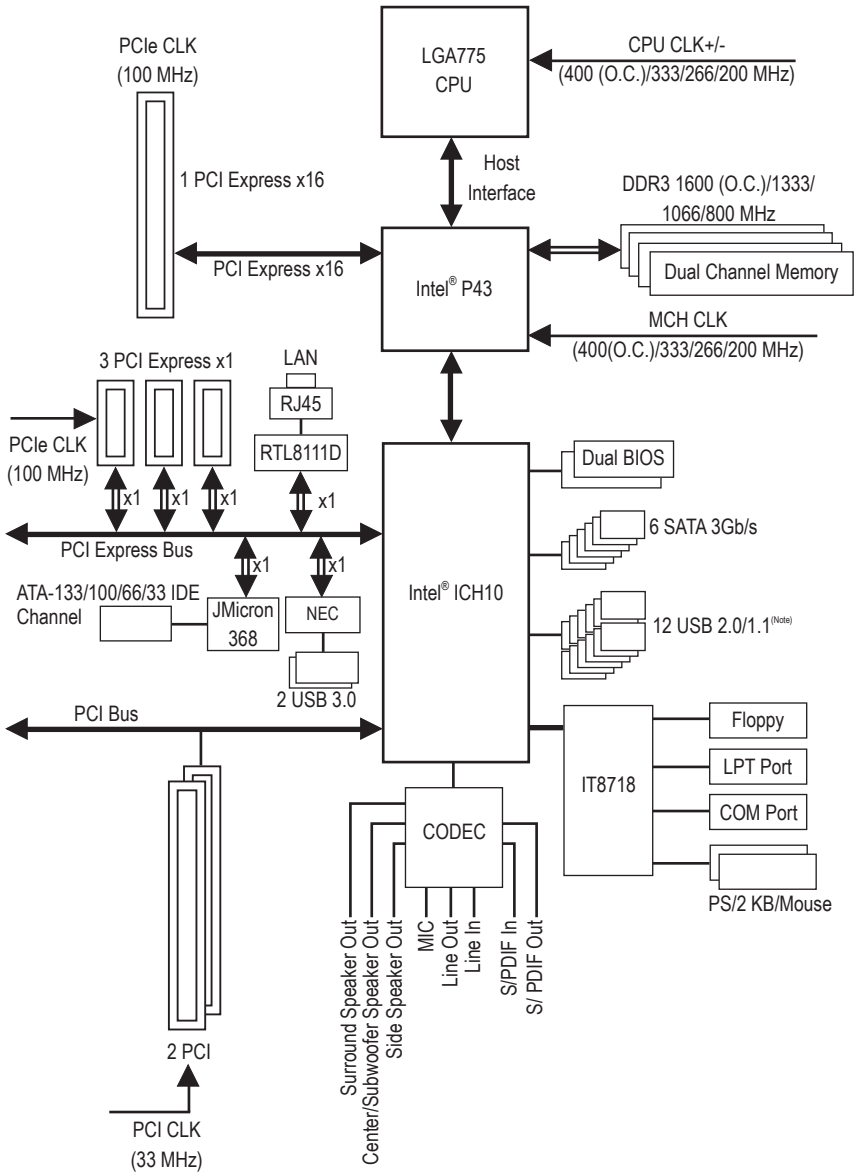 PCIe CLK
(100 MHz)
LGA775
CPU
CPU CLK+/-
(400 (O.C.)/333/266/200 MHz)
1 PCI Express x16
Host
Interface
DDR3 1600 (O.C.)/1333/
1066/800 MHz
PCI Express x16
Intel® P43
Dual Channel Memory
MCH CLK
(400(O.C.)/333/266/200 MHz)
3 PCI Express x1
LAN
RJ45
RTL8111D
PCIe CLK
(100 MHz)
x1
x1
x1
x1
Dual BIOS
PCI Express Bus
6 SATA 3Gb/s
x1
x1
Intel® ICH10
ATA-133/100/66/33 IDE
Channel
JMicron
368
NEC
2 USB 3.0
12 USB 2.0/1.1(Note)
PCI Bus
IT8718
Floppy
LPT Port
COM Port
PS/2 KB/Mouse
CODEC
Surround Speaker Out
Center/Subwoofer Speaker Out
Side Speaker Out
MIC
Line Out
Line In
S/PDIF In
S/ PDIF Out
2 PCI
PCI CLK
(33 MHz)